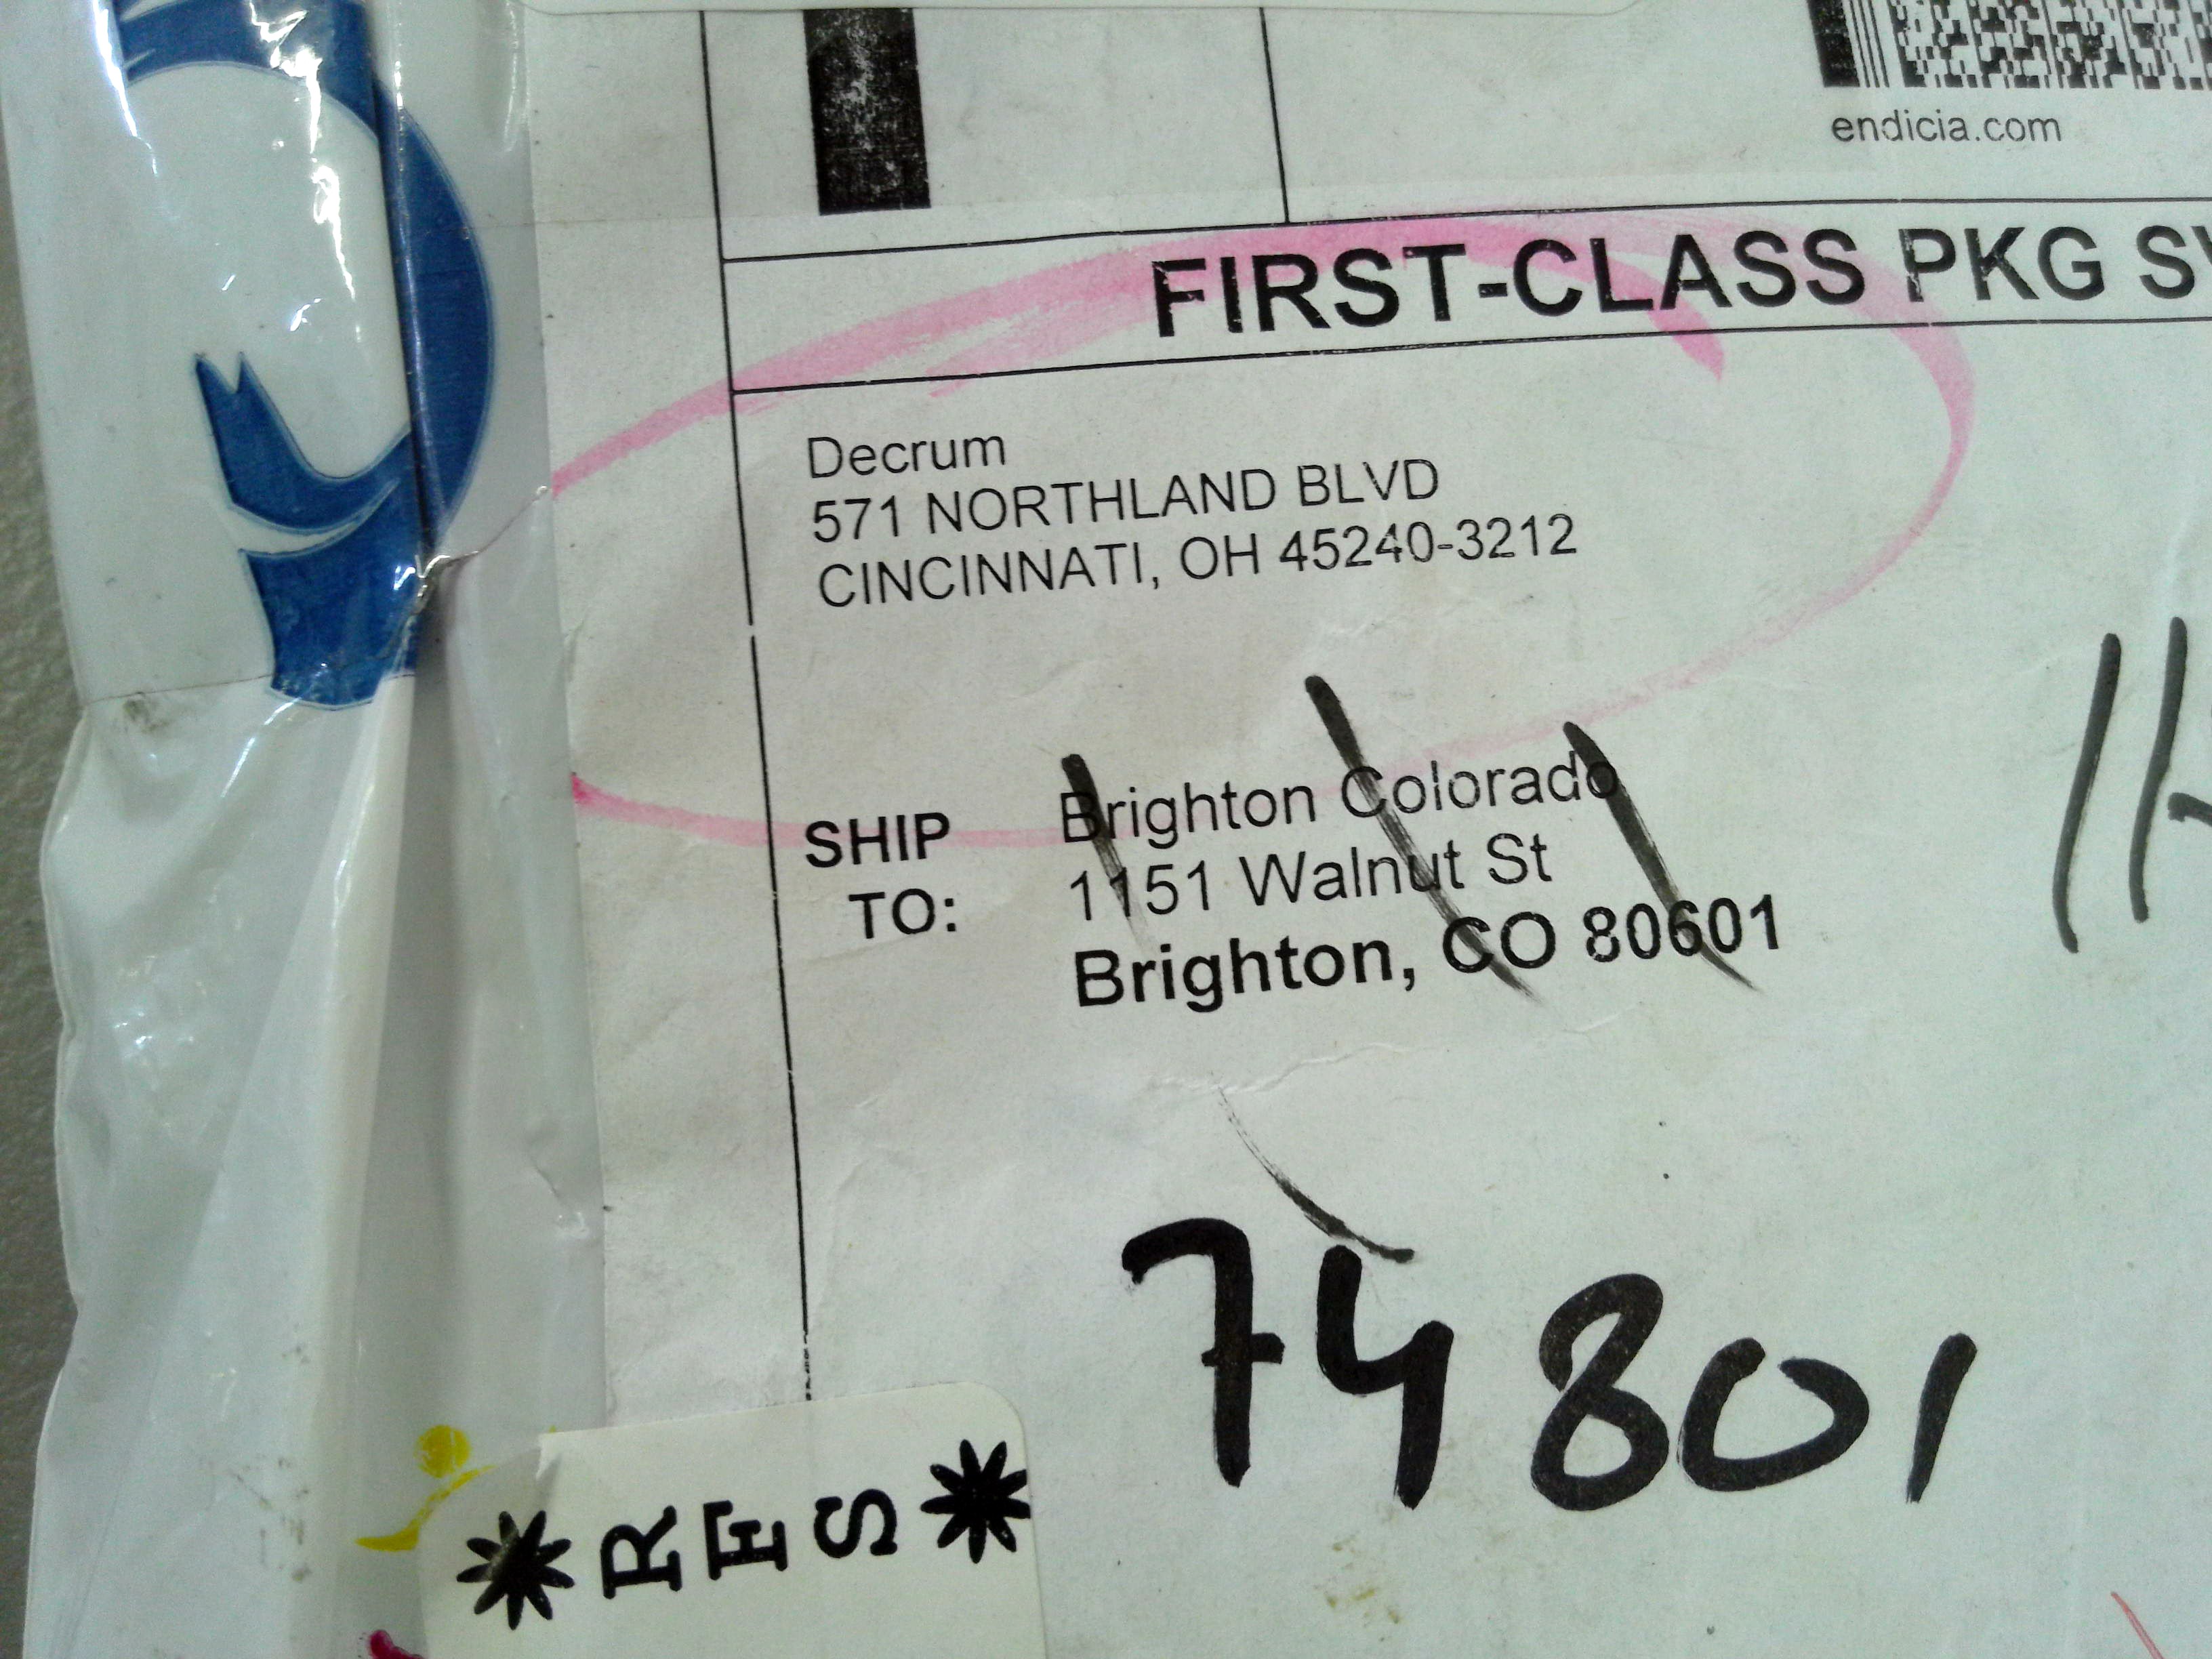 endicia.com
FIRST-CLASS PKG
Decrum
571 NORTHLAND BLVD
CINCINNATI, OH 45240-3212
SHIP TO:
Brighton Colorado
1151 Walnut St
Brighton, CO 80601
74801
*RES*